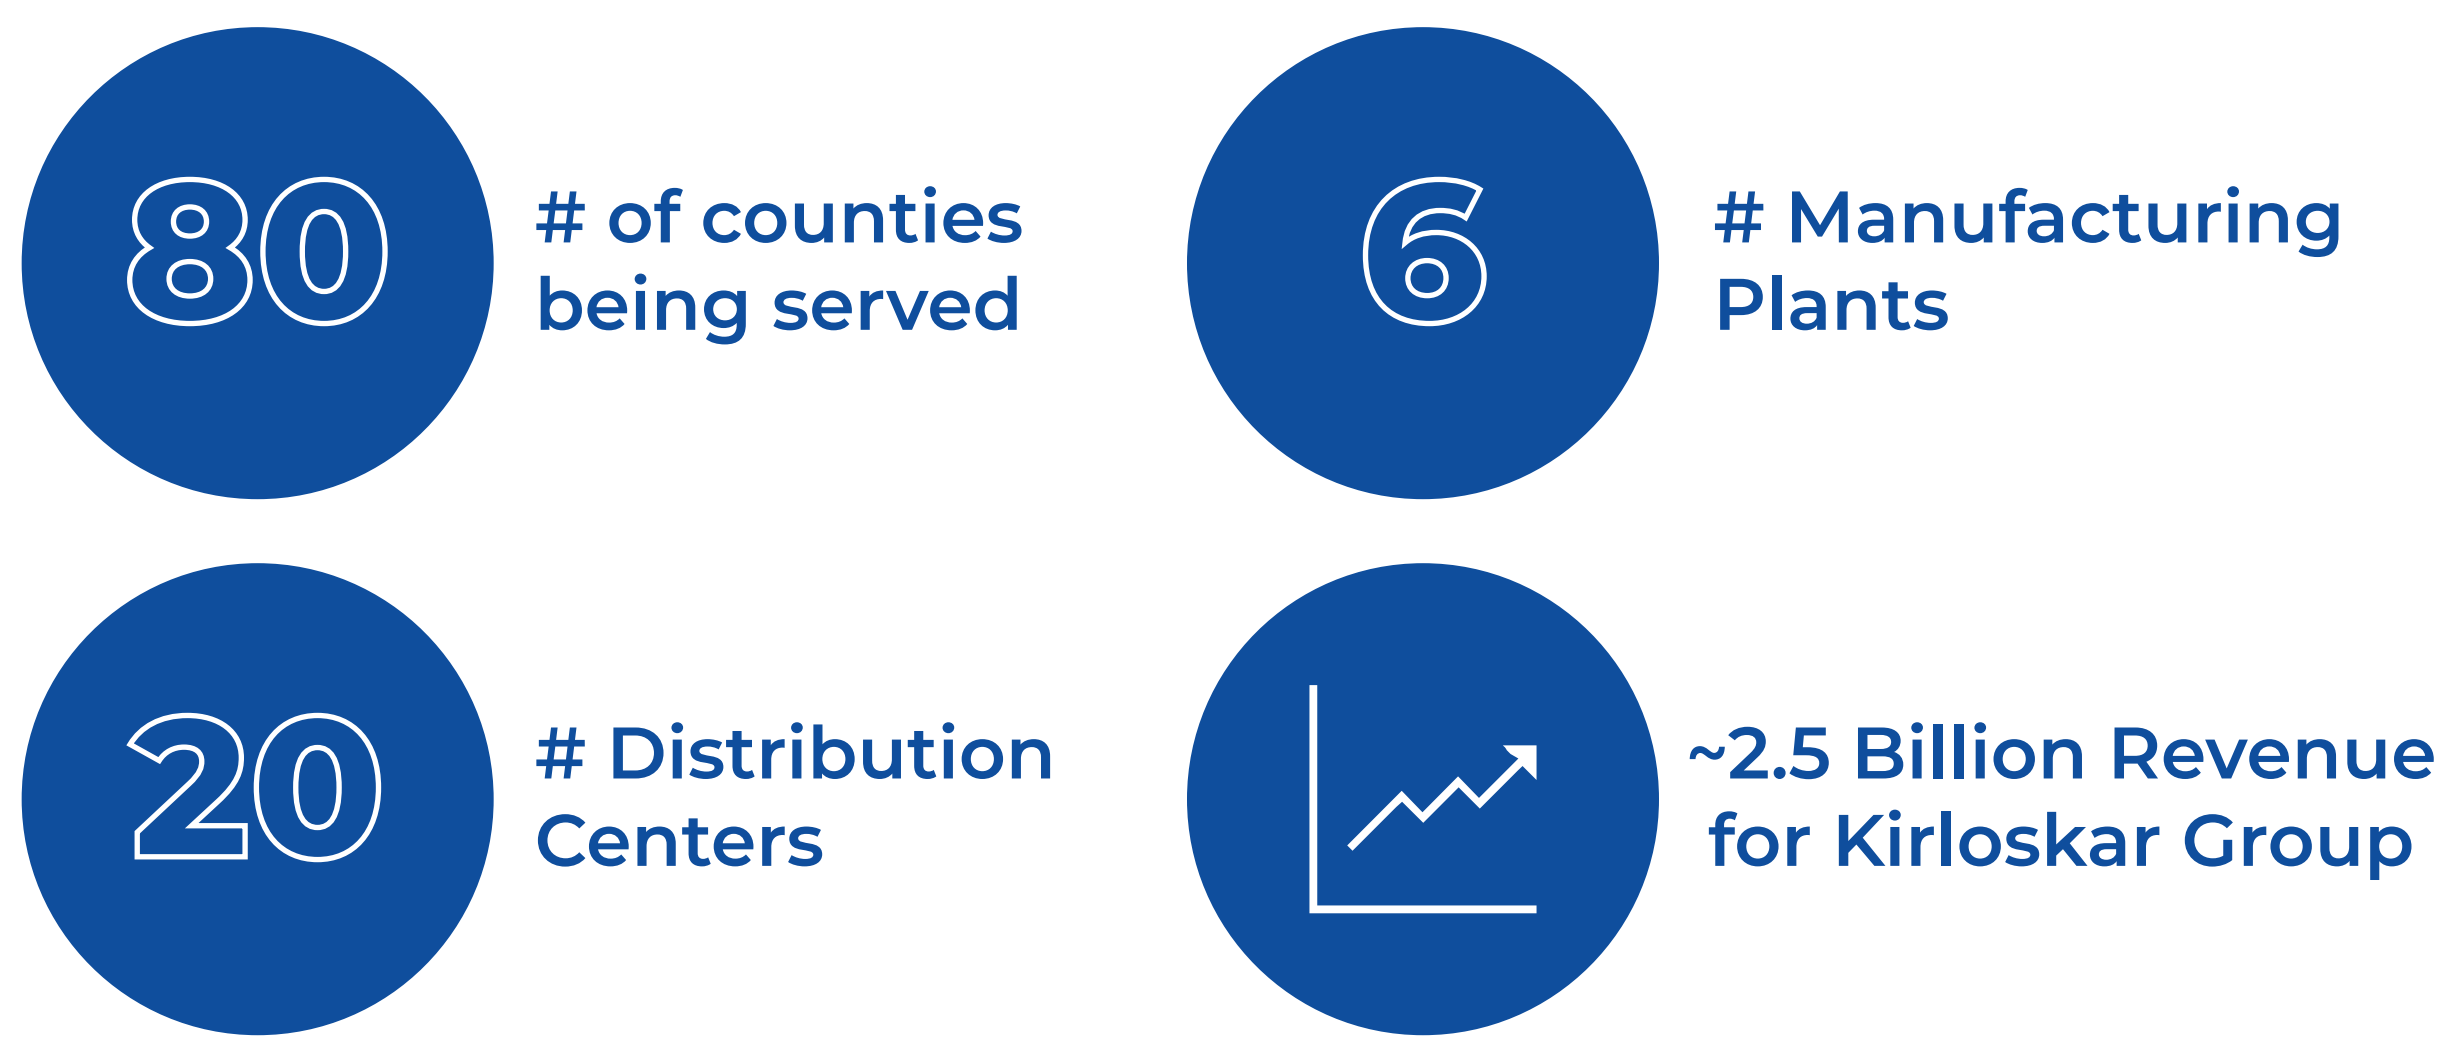 80
# of counties
being served
6
# Manufacturing
Plants
20
# Distribution
Centers
~2.5 Billion Revenue
for Kirloskar Group